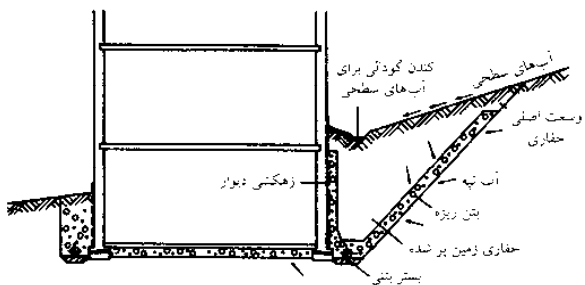 کندن گودالی برای
آب‌های سطحی
آب‌های سطحی
وسعت اصلی
حفاری
زهکشی دیوار
آب تپه
بتن ریزه
حفاری زمین پر شده
بستر بتنی